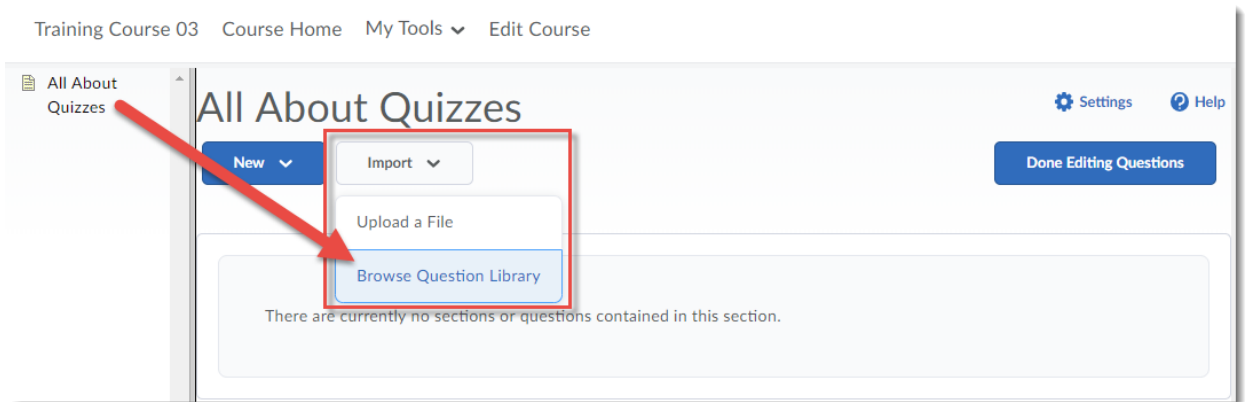 Training Course 03 Course Home My Tools Edit Course
All About
Quizzes
All About Quizzes
Settings Help
New Import Done Editing Questions
Upload a File
Browse Question Library
There are currently no sections or questions contained in this section.